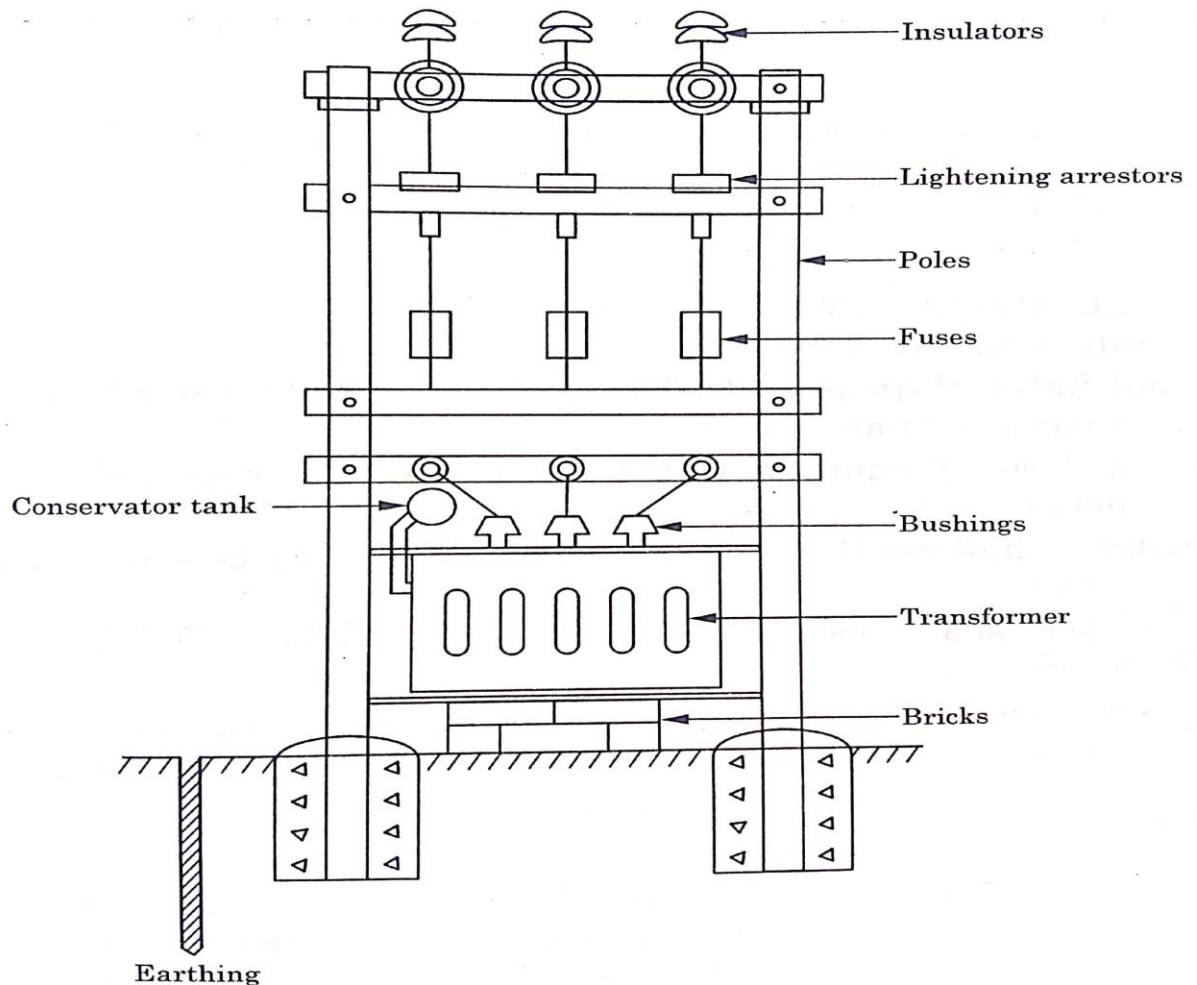 Insulators
Lightening arrestors
Poles
Fuses
Conservator tank
Bushings
Transformer
Bricks
Earthing